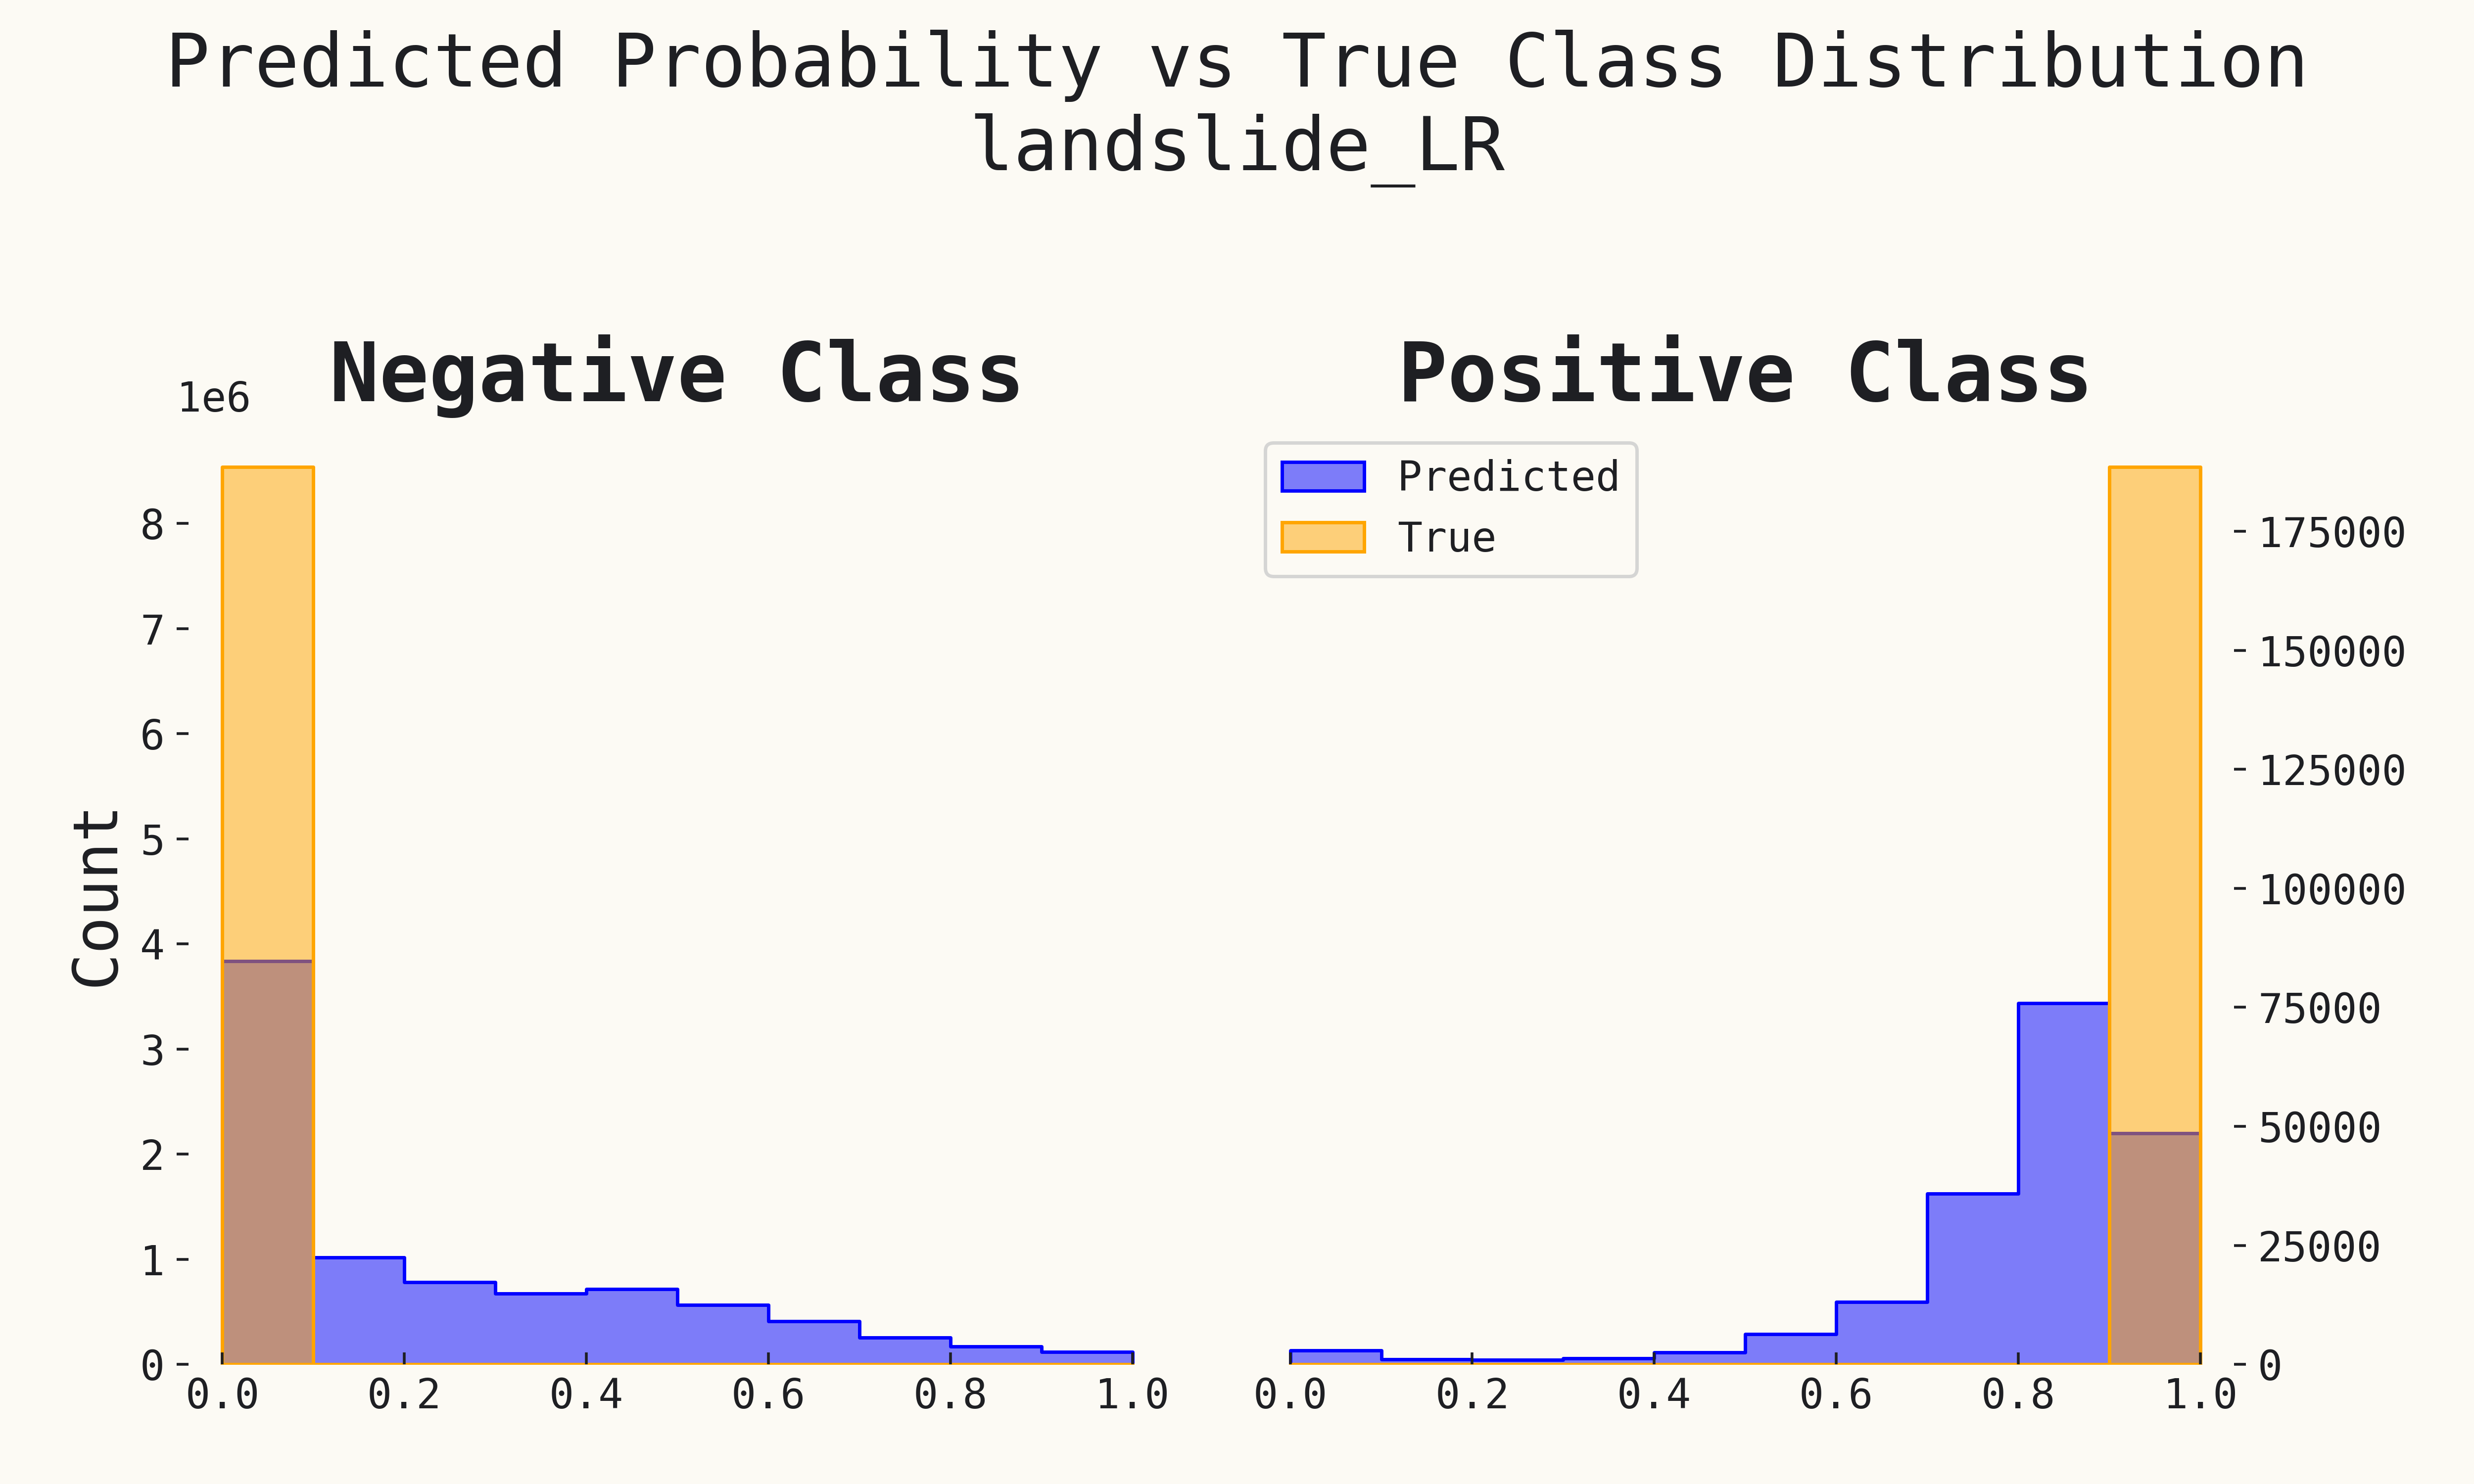 Predicted Probability vs True Class Distribution
landslide_LR
Negative Class
Positive Class
1e6
Predicted
True
Count
8
7
6
5
4
3
2
1
0
0.0 0.2 0.4 0.6 0.8 1.0
0.0 0.2 0.4 0.6 0.8 1.0
175000
150000
125000
100000
75000
50000
25000
0